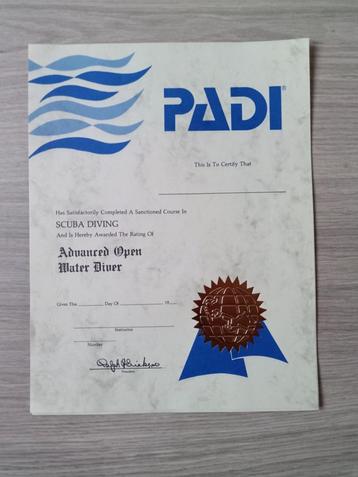 PADI®
This Is To Certify That
Has Satisfactorily Completed A Sanctioned Course In
SCUBA DIVING
And Is Hereby Awarded The Rating Of
Advanced Open
Water Diver
Given This Day Of 19
Instructor
Number
President